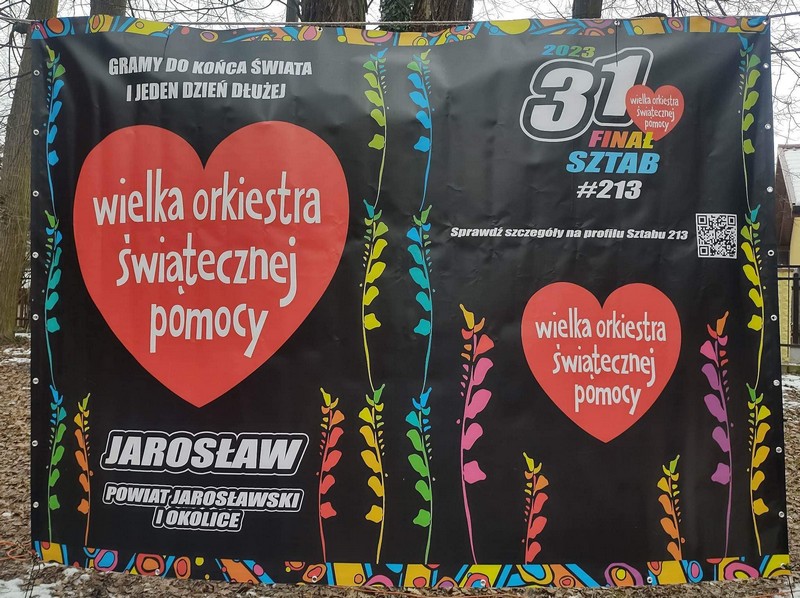 GRAMY DO KOŃCA ŚWIATA
I JEDEN DZIEŃ DŁUŻEJ
wielka orkiestra
świątecznej
pomocy
JAROSŁAW
POWIAT JAROSŁAWSKI
I OKOLICE
2023
31
wielka orkiestra
świątecznej
pomocy
FINAŁ
SZTAB
#213
Sprawdź szczegóły na profilu Sztabu 213
wielka orkiestra
świątecznej
pomocy